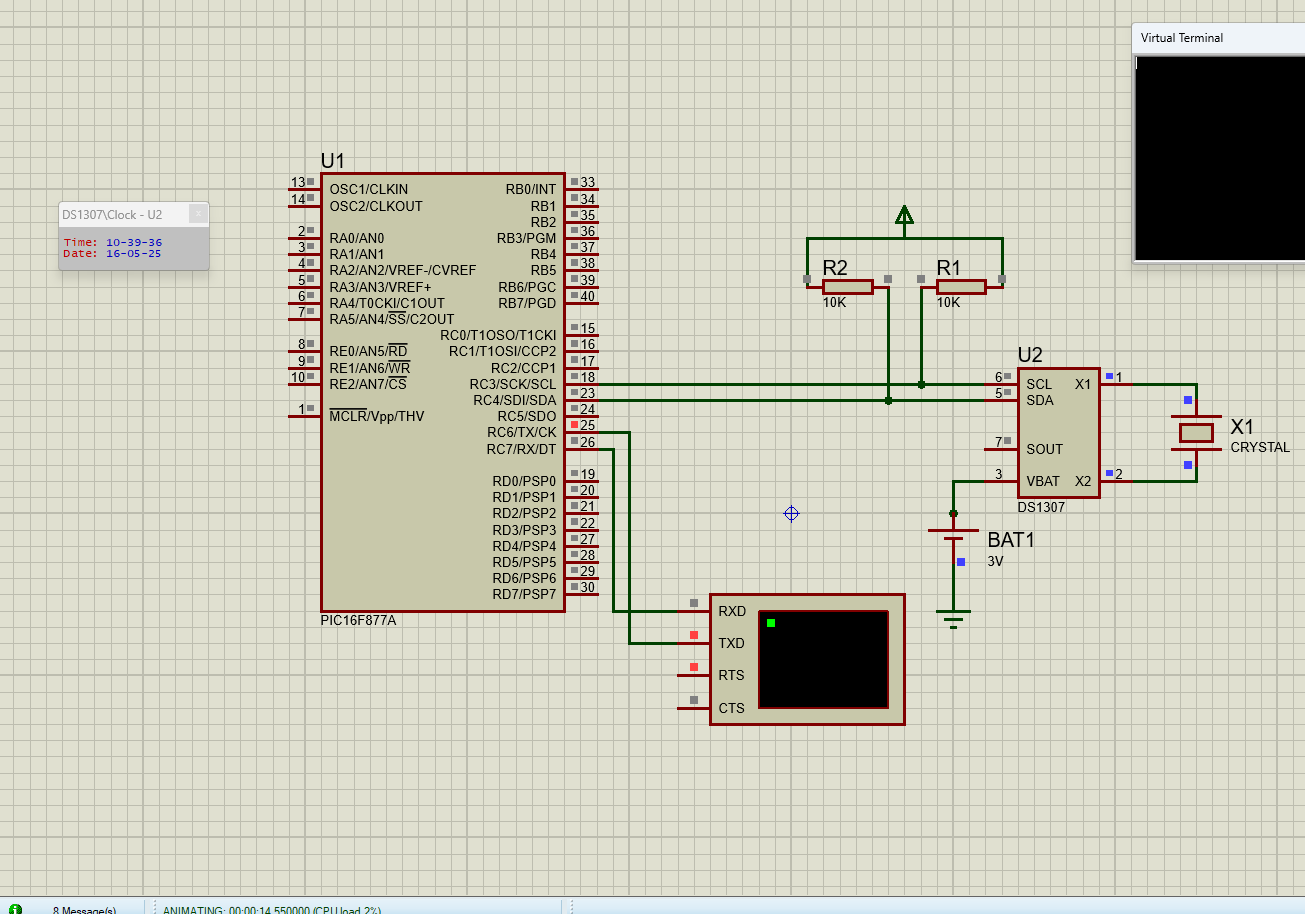 Virtual Terminal
DS1307\Clock - U2
Time: 10-39-36
Date: 16-05-25
U1
13 OSC1/CLKIN
14 OSC2/CLKOUT
2 RA0/AN0
3 RA1/AN1
4 RA2/AN2/VREF-/CVREF
5 RA3/AN3/VREF+
6 RA4/T0CKI/C1OUT
7 RA5/AN4/SS/C2OUT
8 RE0/AN5/RD
9 RE1/AN6/WR
10 RE2/AN7/CS
1 MCLR/Vpp/THV
RB0/INT 33
RB1 34
RB2 35
RB3/PGM 36
RB4 37
RB5 38
RB6/PGC 39
RB7/PGD 40
RC0/T1OSO/T1CKI 15
RC1/T1OSI/CCP2 16
RC2/CCP1 17
RC3/SCK/SCL 18
RC4/SDI/SDA 23
RC5/SDO 24
RC6/TX/CK 25
RC7/RX/DT 26
RD0/PSP0 19
RD1/PSP1 20
RD2/PSP2 21
RD3/PSP3 22
RD4/PSP4 27
RD5/PSP5 28
RD6/PSP6 29
RD7/PSP7 30
PIC16F877A
R2
10K
R1
10K
U2
6 SCL X1 1
5 SDA
7 SOUT
3 VBAT X2 2
DS1307
X1
CRYSTAL
BAT1
3V
RXD
TXD
RTS
CTS
8 Message(s)
ANIMATING: 00:00:14.550000 (CPU load 2%)